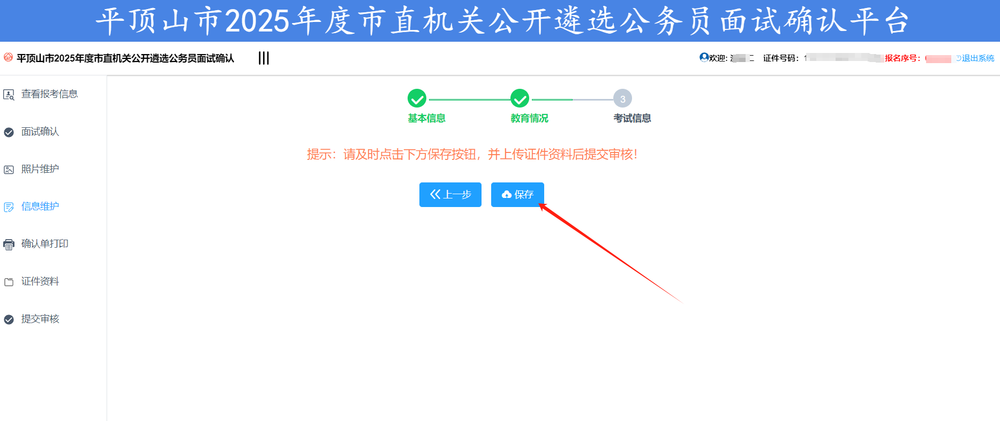 平顶山市2025年度市直机关公开遴选公务员面试确认平台
平顶山市2025年度市直机关公开遴选公务员面试确认
欢迎: 证件号码： 报名序号： 退出系统
查看报考信息
面试确认
照片维护
信息维护
确认单打印
证件资料
提交审核
3
基本信息 教育情况 考试信息
提示：请及时点击下方保存按钮，并上传证件资料后提交审核！
上一步 保存